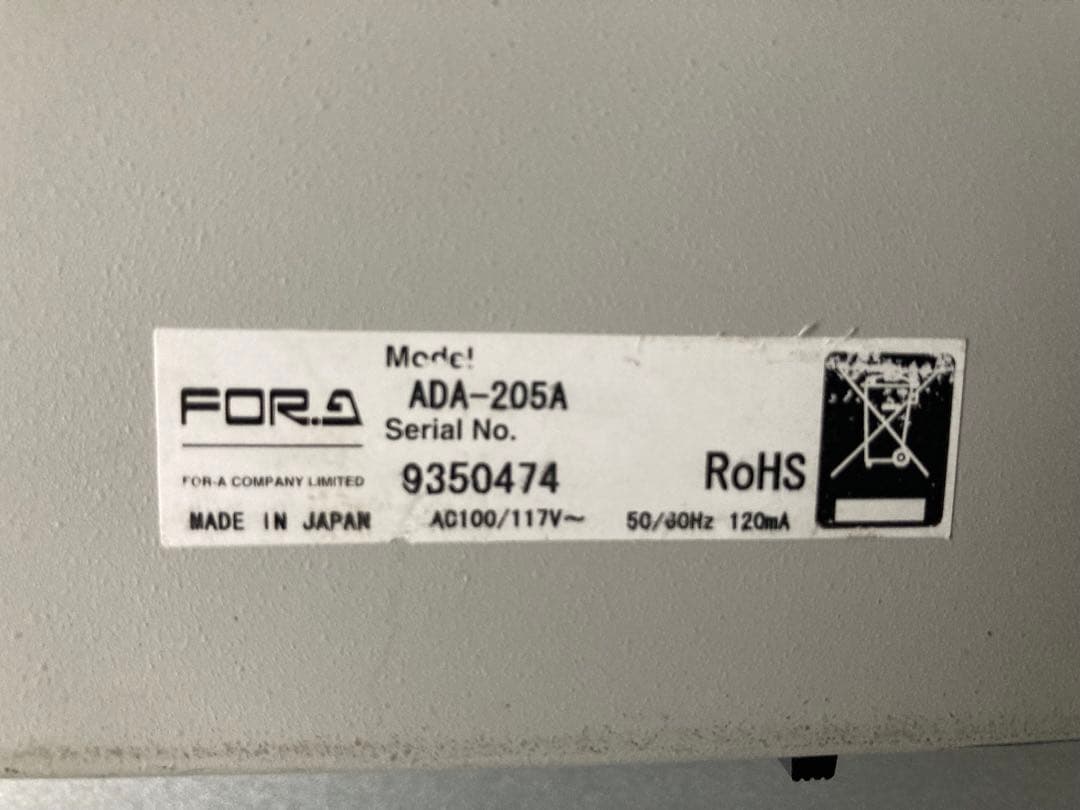 Model
ADA-205A
FOR.A
Serial No.
FOR-A COMPANY LIMITED
9350474
RoHS
MADE IN JAPAN AC100/117V~ 50/60Hz 120mA